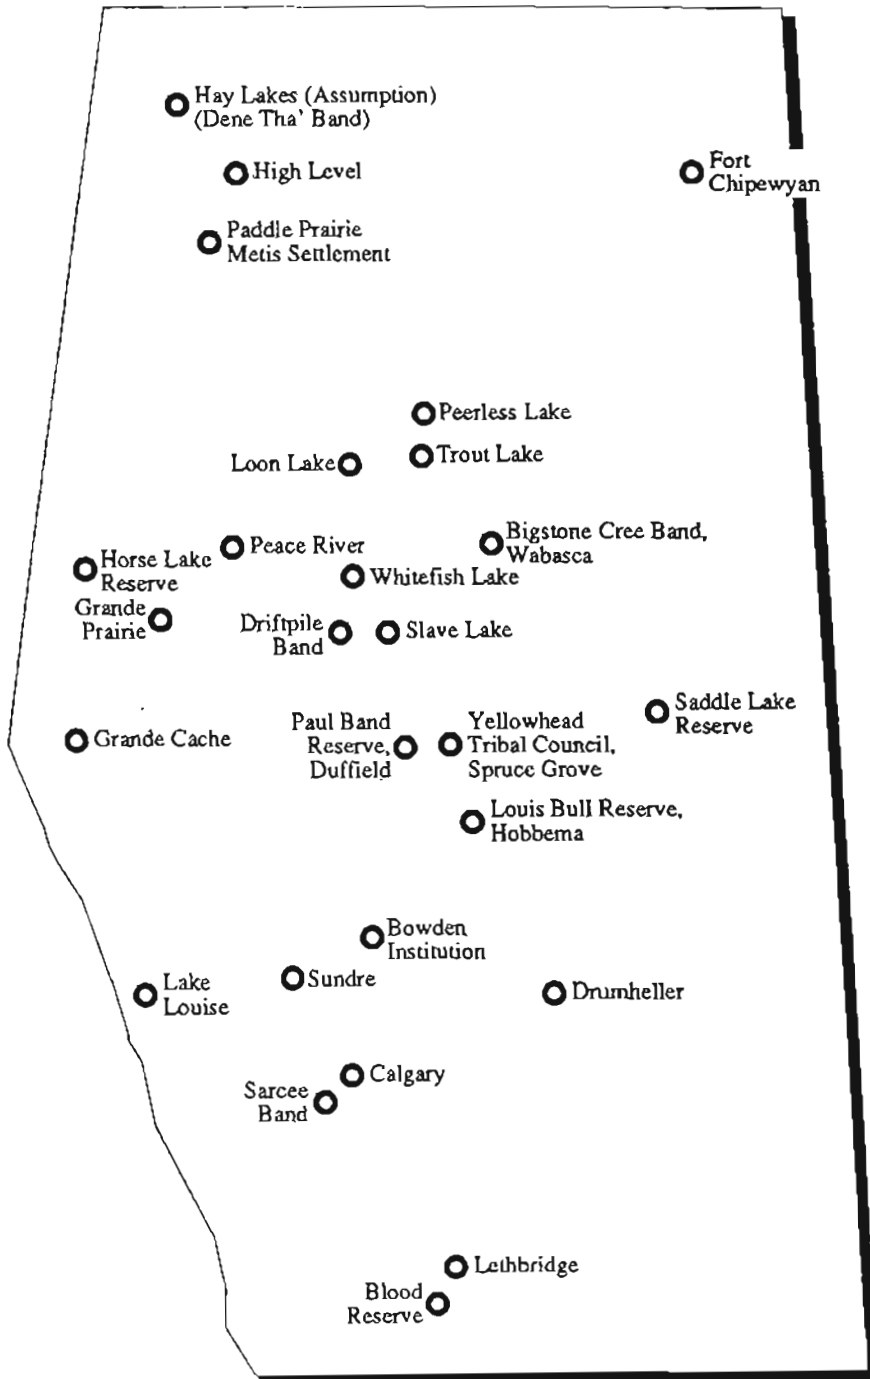 Hay Lakes (Assumption)
(Dene Tha' Band)
High Level
Fort
Chipewyan
Paddle Prairie
Metis Settlement
Peerless Lake
Trout Lake
Loon Lake
Bigstone Cree Band,
Wabasca
Peace River
Horse Lake
Reserve
Whitefish Lake
Grande
Prairie
Driftpile
Band
Slave Lake
Saddle Lake
Reserve
Grande Cache
Paul Band
Reserve,
Duffield
Yellowhead
Tribal Council,
Spruce Grove
Louis Bull Reserve,
Hobbema
Bowden
Institution
Sundre
Lake
Louise
Drumheller
Calgary
Sarcee
Band
Lethbridge
Blood
Reserve